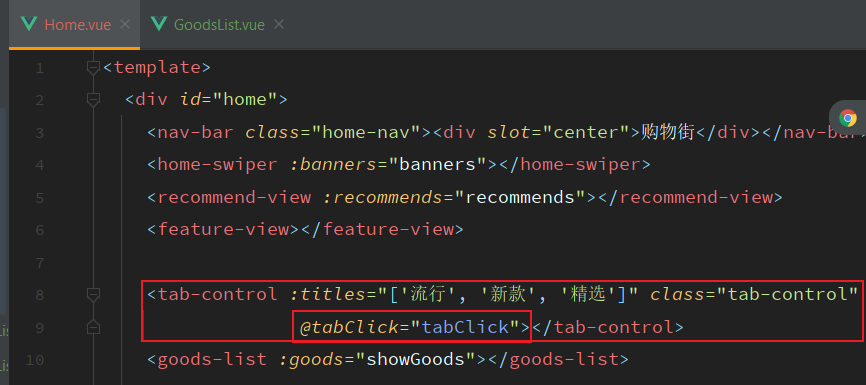 Home.vue GoodsList.vue
1 <template>
2 <div id="home">
3 <nav-bar class="home-nav"><div slot="center">购物街</div></nav-bar>
4 <home-swiper :banners="banners"></home-swiper>
5 <recommend-view :recommends="recommends"></recommend-view>
6 <feature-view></feature-view>
7
8 <tab-control :titles="['流行', '新款', '精选']" class="tab-control"
9 @tabClick="tabClick"></tab-control>
10 <goods-list :goods="showGoods"></goods-list>